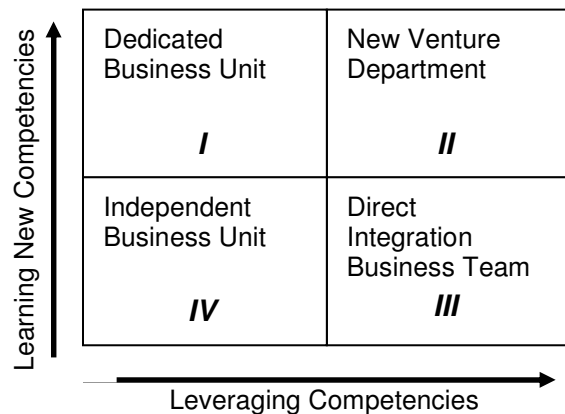 Learning New Competencies
Dedicated
Business Unit
I
New Venture
Department
II
Independent
Business Unit
IV
Direct
Integration
Business Team
III
Leveraging Competencies